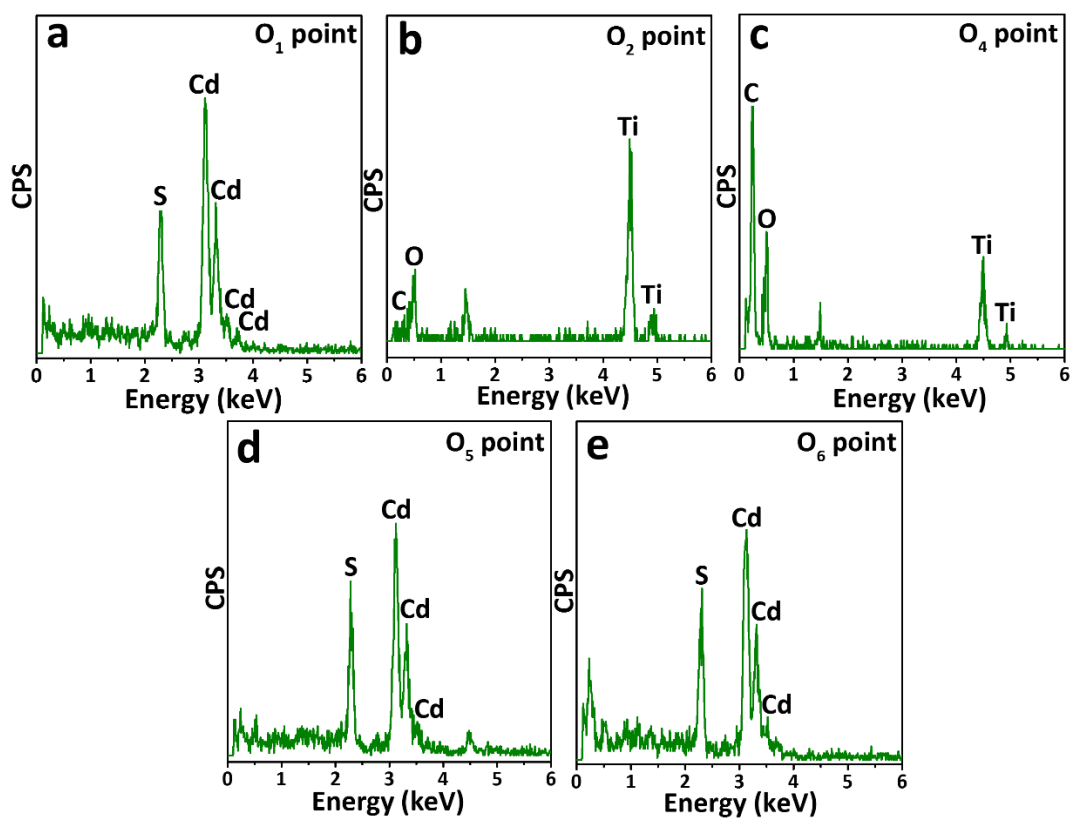 a
O₁ point
Cd
S
Cd
Cd
Cd
CPS
0 1 2 3 4 5 6
Energy (keV)
b
O₂ point
Ti
O
C
Ti
CPS
0 1 2 3 4 5 6
Energy (keV)
c
O₄ point
C
O
Ti
Ti
CPS
0 1 2 3 4 5 6
Energy (keV)
d
O₅ point
Cd
S
Cd
Cd
CPS
0 1 2 3 4 5 6
Energy (keV)
e
O₆ point
Cd
S
Cd
Cd
CPS
0 1 2 3 4 5 6
Energy (keV)